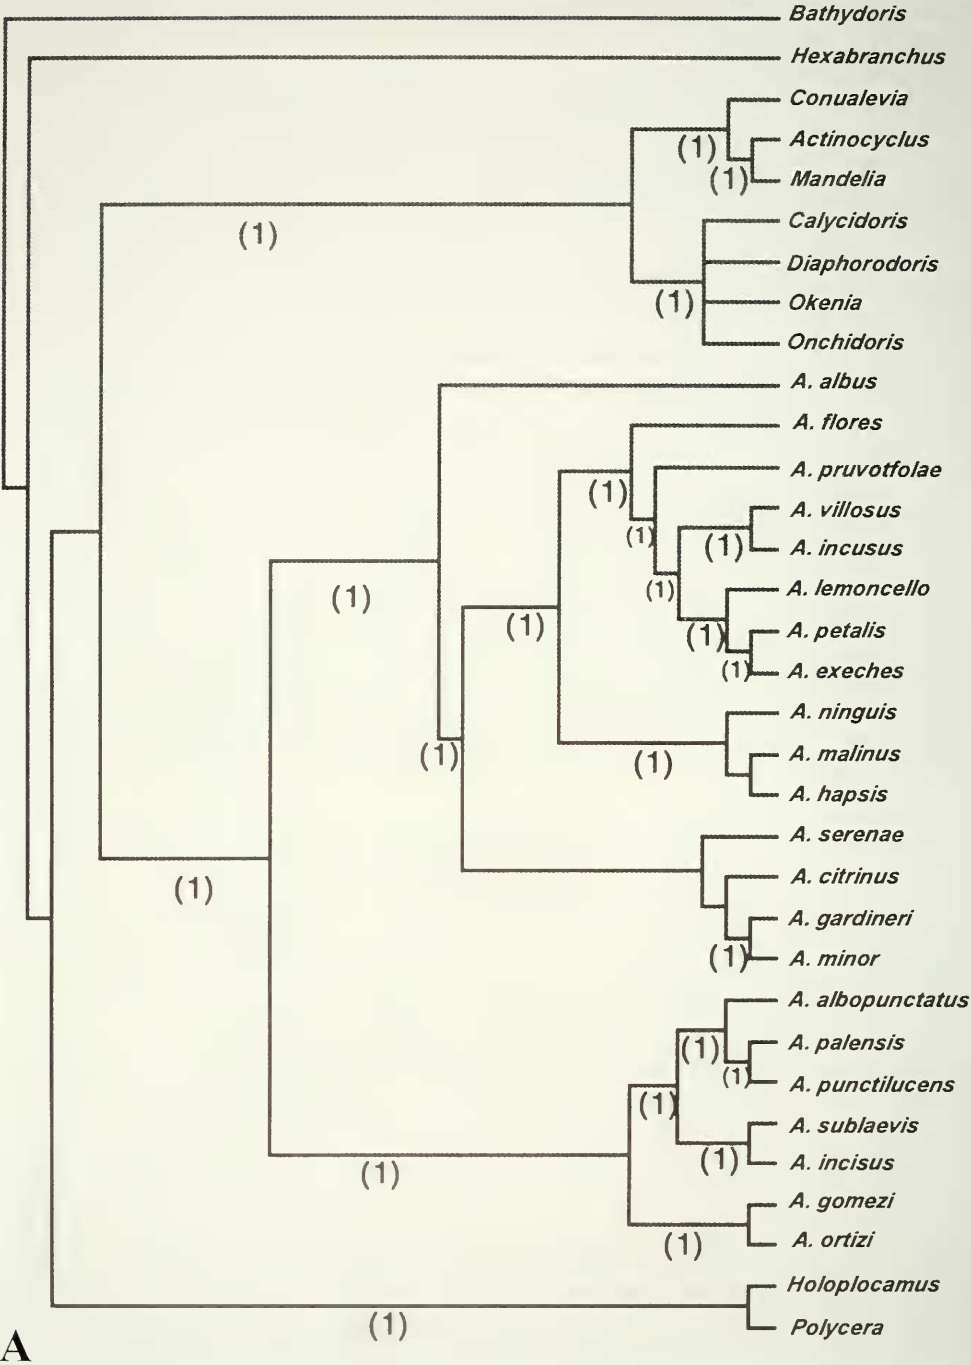 Bathydoris
Hexabranchus
Conualevia
(1)
Actinocyclus
(1)
Mandelia
Calycidoris
(1)
Diaphorodoris
Okenia
(1)
Onchidoris
A. albus
A. flores
A. pruvotfolae
(1)
A. villosus
(1)
A. incusus
(1)
A. lemoncello
(1)
(1)
A. petalis
(1)
(1)
A. exeches
(1)
A. ninguis
A. malinus
(1)
(1)
A. hapsis
A. serenae
A. citrinus
(1)
A. gardineri
A. minor
(1)
A. albopunctatus
A. palensis
(1)
A. punctilucens
(1)
(1)
A. sublaevis
A. incisus
(1)
(1)
A. gomezi
A. ortizi
(1)
Holoplocamus
Polycera
(1)
A